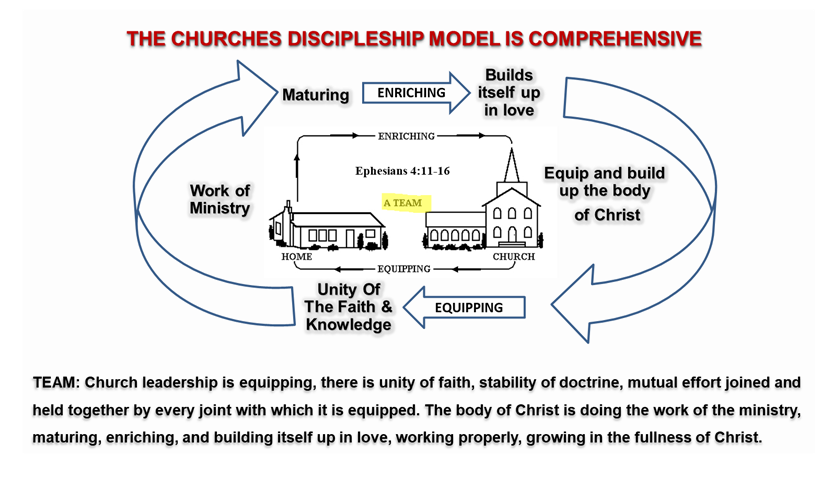 THE CHURCHES DISCIPLESHIP MODEL IS COMPREHENSIVE
Maturing
ENRICHING
Builds
itself up
in love
ENRICHING
Ephesians 4:11-16
Work of
Ministry
A TEAM
Equip and build
up the body
of Christ
HOME
CHURCH
EQUIPPING
Unity Of
The Faith &
Knowledge
EQUIPPING
TEAM: Church leadership is equipping, there is unity of faith, stability of doctrine, mutual effort joined and
held together by every joint with which it is equipped. The body of Christ is doing the work of the ministry,
maturing, enriching, and building itself up in love, working properly, growing in the fullness of Christ.